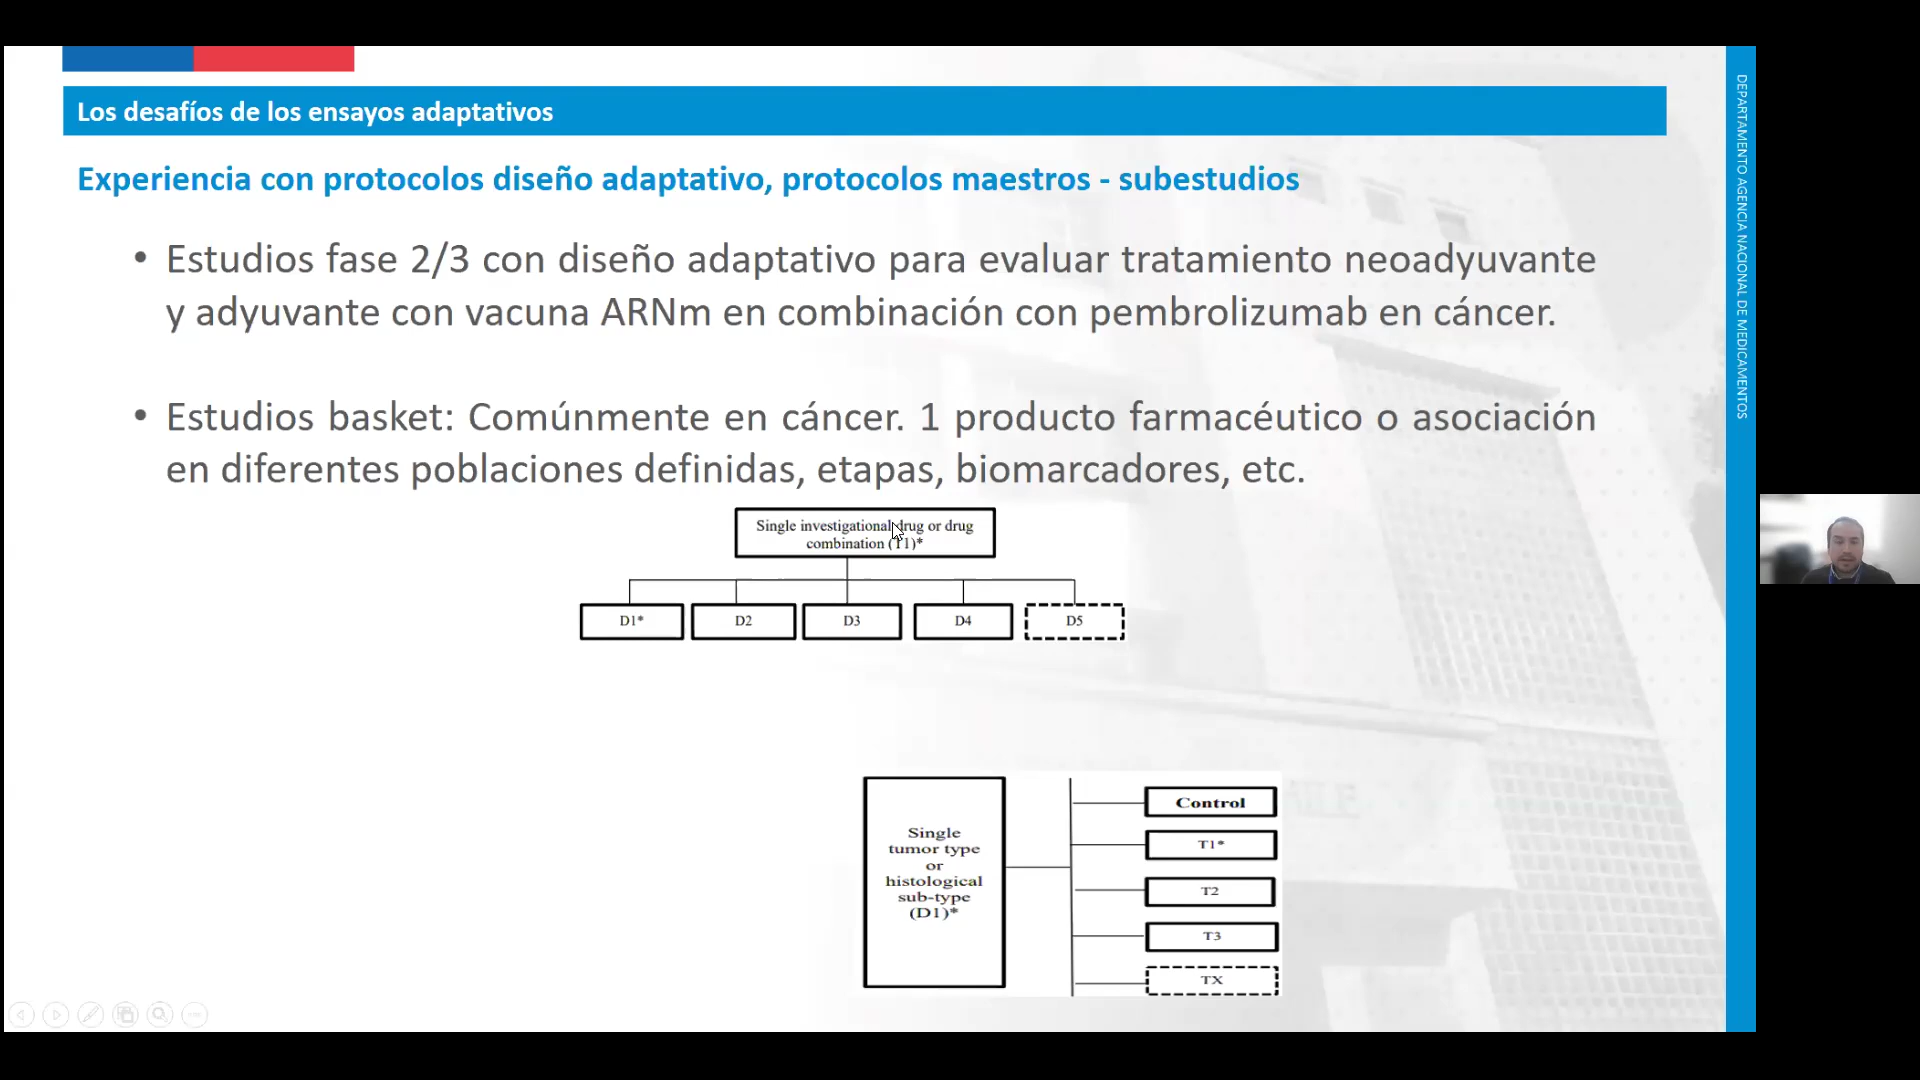 Los desafíos de los ensayos adaptativos
Experiencia con protocolos diseño adaptativo, protocolos maestros - subestudios
• Estudios fase 2/3 con diseño adaptativo para evaluar tratamiento neoadyuvante
y adyuvante con vacuna ARNm en combinación con pembrolizumab en cáncer.
• Estudios basket: Comúnmente en cáncer. 1 producto farmacéutico o asociación
en diferentes poblaciones definidas, etapas, biomarcadores, etc.
Single investigational drug or drug
combination (T1)*
D1*
D2
D3
D4
D5
Single
tumor type
or
histological
sub-type
(D1)*
Control
T1*
T2
T3
TX
DEPARTAMENTO AGENCIA NACIONAL DE MEDICAMENTOS